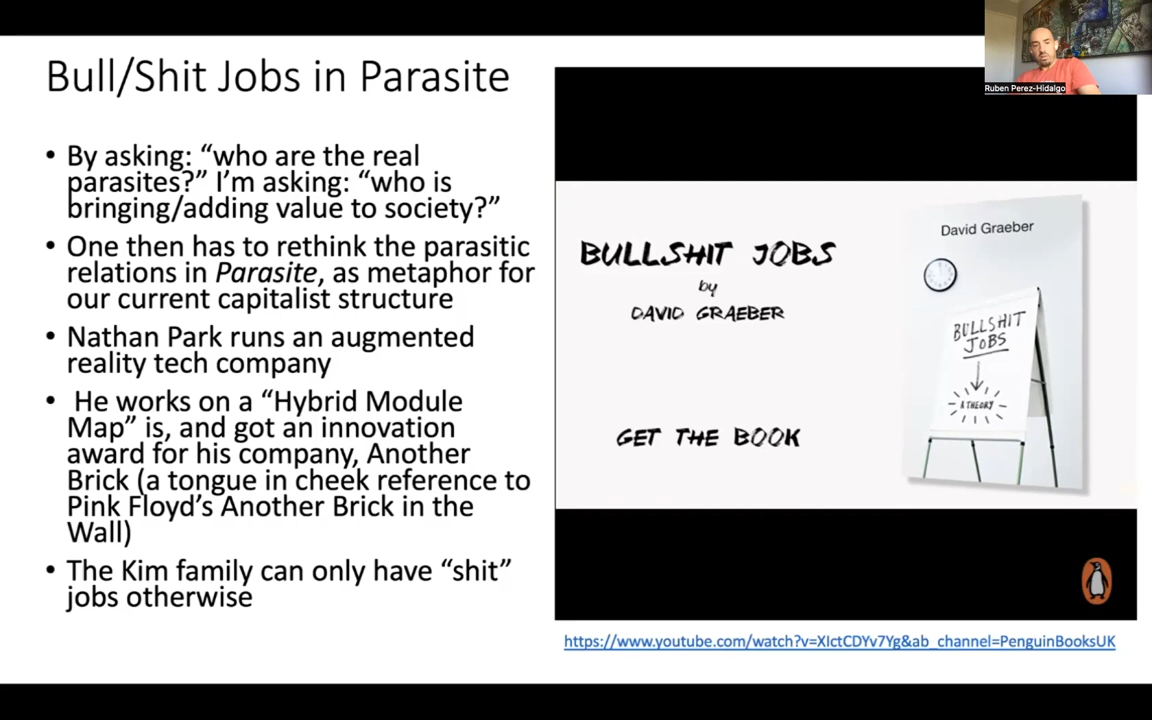 Bull/Shit Jobs in Parasite
• By asking: “who are the real
parasites?” I’m asking: “who is
bringing/adding value to society?”
• One then has to rethink the parasitic
relations in Parasite, as metaphor for
our current capitalist structure
• Nathan Park runs an augmented
reality tech company
• He works on a “Hybrid Module
Map” is, and got an innovation
award for his company, Another
Brick (a tongue in cheek reference to
Pink Floyd’s Another Brick in the
Wall)
• The Kim family can only have “shit”
jobs otherwise
BULLSHIT JOBS
by
DAVID GRAEBER
GET THE BOOK
David Graeber
BULLSHIT
JOBS
A THEORY
https://www.youtube.com/watch?v=XIctCDYv7Yg&ab_channel=PenguinBooksUK
Ruben Perez-Hidalgo